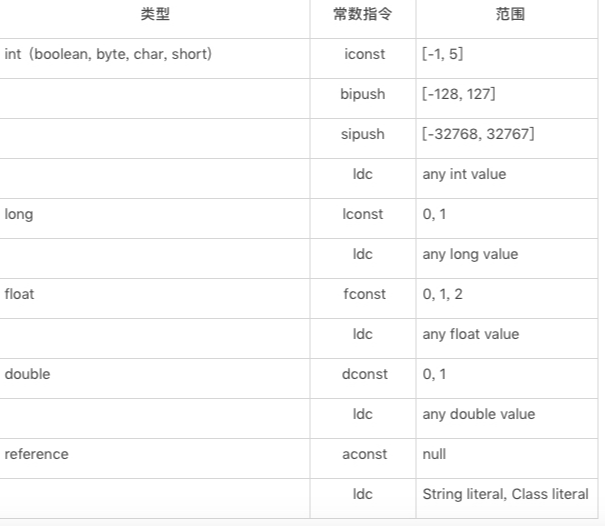 类型 常数指令 范围
int（boolean, byte, char, short） iconst [-1, 5]
bipush [-128, 127]
sipush [-32768, 32767]
ldc any int value
long lconst 0, 1
ldc any long value
float fconst 0, 1, 2
ldc any float value
double dconst 0, 1
ldc any double value
reference aconst null
ldc String literal, Class literal